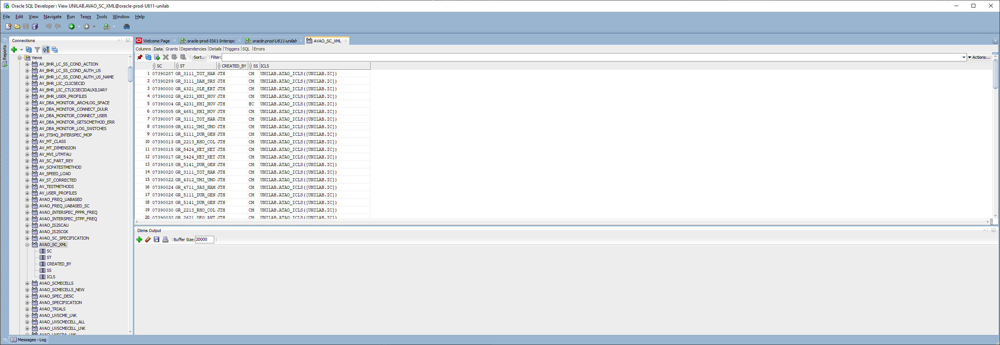 Oracle SQL Developer : View UNILAB.AVAO_SC_XML@oracle-prod-U611-unilab
File Edit View Navigate Run Team Tools Window Help
Reports
Connections
Views
AV_BHR_LC_SS_COND_ACTION
AV_BHR_LC_SS_COND_AUTH_US
AV_BHR_LC_SS_COND_AUTH_US_NAME
AV_BHR_LIC_CLICSECID
AV_BHR_LIC_CTLICSECIDAUXILIARY
AV_BHR_USER_PROFILES
AV_DBA_MONITOR_ARCHLOG_SPACE
AV_DBA_MONITOR_CONNECT_DUUR
AV_DBA_MONITOR_CONNECT_USER
AV_DBA_MONITOR_GETSCMETHOD_ERR
AV_DBA_MONITOR_LOG_SWITCHES
AV_ITSHQ_INTERSPEC_MOP
AV_MT_CLASS
AV_MT_DIMENSION
AV_MVI_UTMTAU
AV_SC_PART_REV
AV_SCPATESTMETHOD
AV_SPEED_LOAD
AV_ST_CORRECTED
AV_TESTMETHODS
AV_USER_PROFILES
AVAO_FREQ_UABASED
AVAO_FREQ_UABASED_SC
AVAO_INTERSPEC_PPPR_FREQ
AVAO_INTERSPEC_STPP_FREQ
AVAO_IS2SCAU
AVAO_IS2SCGK
AVAO_SC_SPECIFICATION
AVAO_SC_XML
SC
ST
CREATED_BY
SS
ICLS
AVAO_SCMECELLS
AVAO_SCMECELLS_NEW
AVAO_SPEC_DESC
AVAO_SPECIFICATION
AVAO_TRIALS
AVAO_UVSCME_LNK
AVAO_UVSCMECELL_ALL
AVAO_UVSCMECELL_LNK
AVAO_UVSCPA_LNK
Welcome Page oracle-prod-IS61-Interspc oracle-prod-U611-unilab AVAO_SC_XML
Columns Data Grants Dependencies Details Triggers SQL Errors
Sort.. Filter: Actions...
SC ST CREATED_BY SS ICLS
1 07390287 GR_3111_TOT_HAR JTH CM UNILAB.ATAO_ICLS([UNILAB.IC])
2 07390289 GR_3111_DAH_SRS JTH CM UNILAB.ATAO_ICLS([UNILAB.IC])
3 07390000 GR_4321_OLE_ERT JTH CM UNILAB.ATAO_ICLS([UNILAB.IC])
4 07390002 GR_4231_KHI_NOV JTH CM UNILAB.ATAO_ICLS([UNILAB.IC])
5 07390004 GR_4231_KHI_NOV JTH @C UNILAB.ATAO_ICLS([UNILAB.IC])
6 07390005 GR_4651_KHI_NOV JTH CM UNILAB.ATAO_ICLS([UNILAB.IC])
7 07390007 GR_3111_TOT_HAR JTH CM UNILAB.ATAO_ICLS([UNILAB.IC])
8 07390009 GR_4311_UMI_UMO JTH CM UNILAB.ATAO_ICLS([UNILAB.IC])
9 07390011 GR_5111_DUR_GEN JTH CM UNILAB.ATAO_ICLS([UNILAB.IC])
10 07390013 GR_2213_RHO_COL JTH CM UNILAB.ATAO_ICLS([UNILAB.IC])
11 07390015 GR_5424_KET_KET JTH CM UNILAB.ATAO_ICLS([UNILAB.IC])
12 07390017 GR_5424_KET_KET JTH CM UNILAB.ATAO_ICLS([UNILAB.IC])
13 07390018 GR_5141_DUR_GEN JTH CM UNILAB.ATAO_ICLS([UNILAB.IC])
14 07390020 GR_3111_TOT_HAR JTH CM UNILAB.ATAO_ICLS([UNILAB.IC])
15 07390022 GR_4312_UMI_UMO JTH CM UNILAB.ATAO_ICLS([UNILAB.IC])
16 07390024 GR_4711_SAS_HAM JTH CM UNILAB.ATAO_ICLS([UNILAB.IC])
17 07390026 GR_5111_DUR_GEN JTH CM UNILAB.ATAO_ICLS([UNILAB.IC])
18 07390028 GR_5141_DUR_GEN JTH CM UNILAB.ATAO_ICLS([UNILAB.IC])
19 07390030 GR_2213_RHO_COL JTH CM UNILAB.ATAO_ICLS([UNILAB.IC])
20 07390032 GR_2621_DEG_ANT JTH CM UNILAB.ATAO_ICLS([UNILAB.IC])
Dbms Output
Buffer Size: 20000
Messages - Log